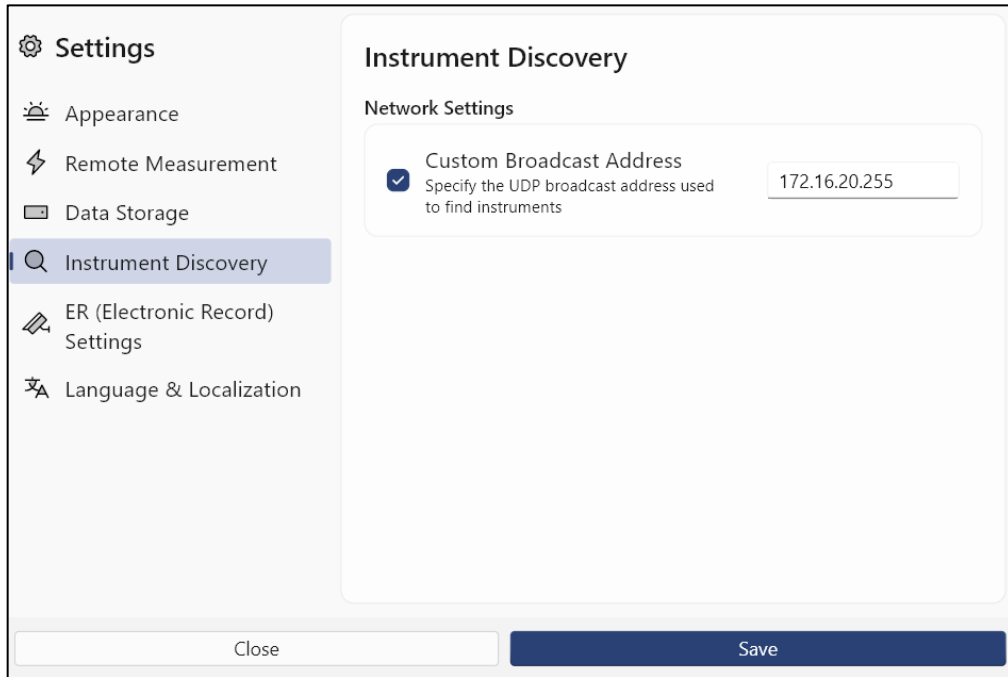 Settings
Appearance
Remote Measurement
Data Storage
Instrument Discovery
ER (Electronic Record)
Settings
Language & Localization
Instrument Discovery
Network Settings
Custom Broadcast Address
Specify the UDP broadcast address used
to find instruments
172.16.20.255
Close
Save